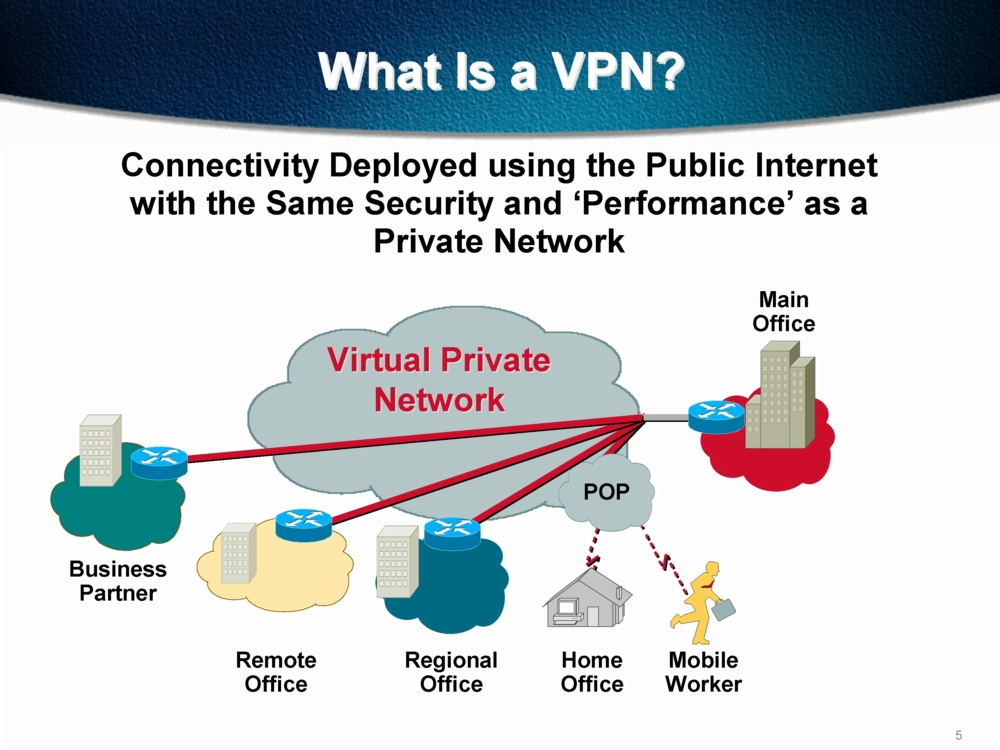 What Is a VPN?
Connectivity Deployed using the Public Internet
with the Same Security and ‘Performance’ as a
Private Network
Main
Office
Virtual Private
Network
POP
Business
Partner
Remote
Office
Regional
Office
Home
Office
Mobile
Worker
5